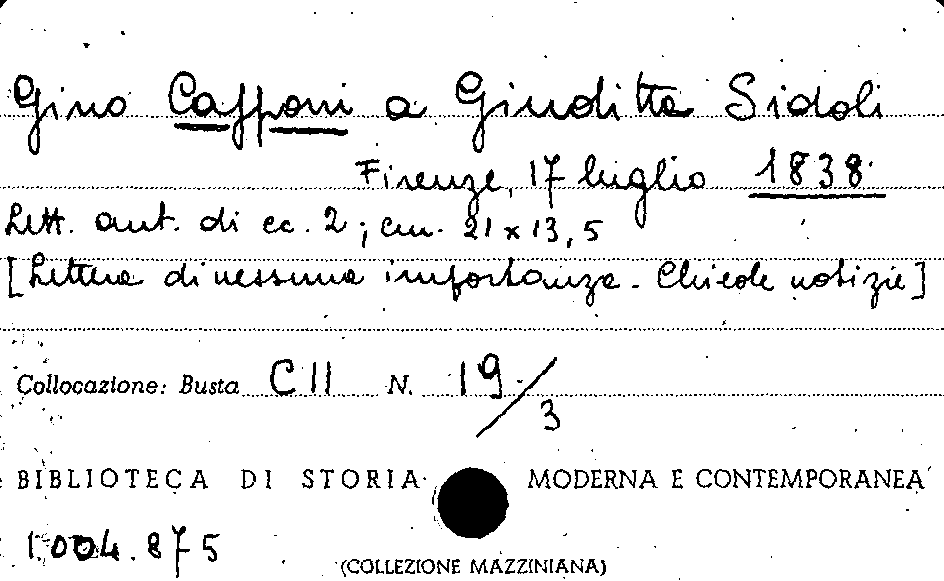 Gino Capponi a Giuditta Sidoli
Firenze, 17 luglio 1838.
Lett. aut. di cc. 2; cm. 21 x 13,5
[Lettera di nessuna importanza. Chiede notizie]
Collocazione: Busta CII N. 19/3
BIBLIOTECA DI STORIA MODERNA E CONTEMPORANEA
1.004.875
(COLLEZIONE MAZZINIANA)